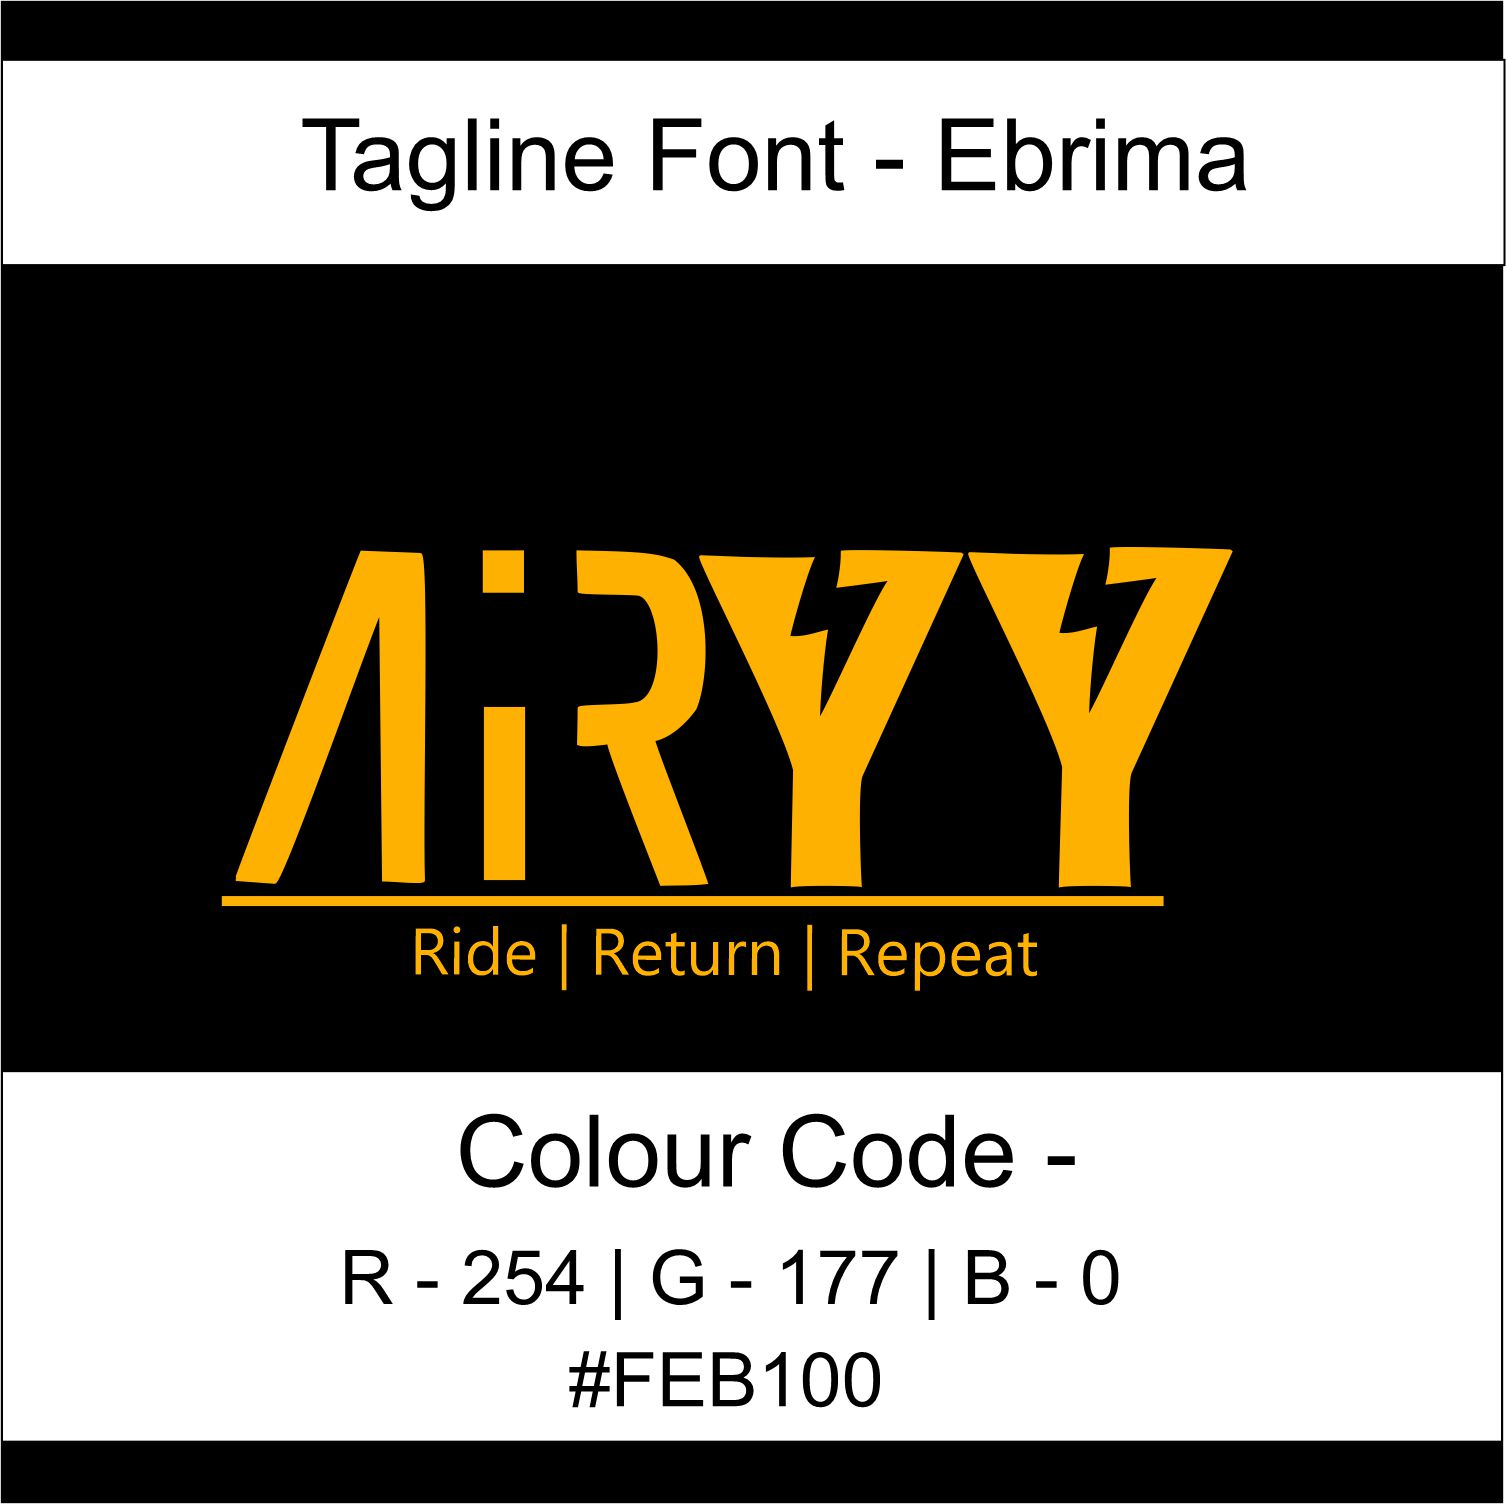 Tagline Font - Ebrima
AiRYY
Ride | Return | Repeat
Colour Code -
R - 254 | G - 177 | B - 0
#FEB100